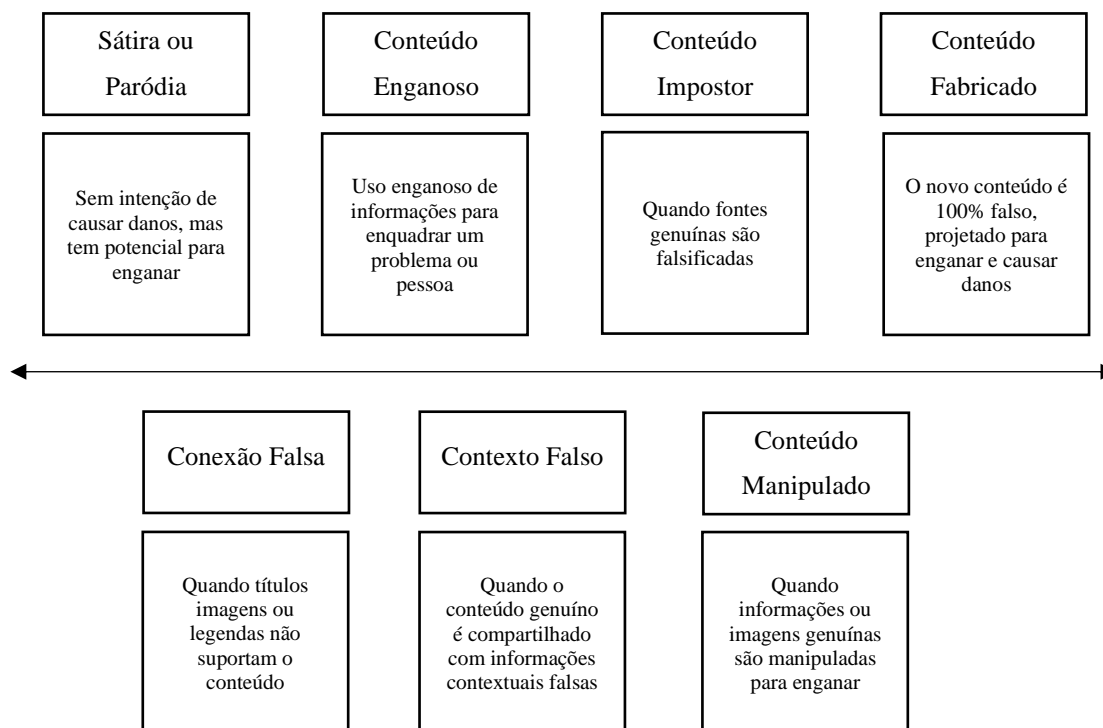 Sátira ou
Paródia
Conteúdo
Enganoso
Conteúdo
Impostor
Conteúdo
Fabricado
Sem intenção de
causar danos, mas
tem potencial para
enganar
Uso enganoso de
informações para
enquadrar um
problema ou
pessoa
Quando fontes
genuínas são
falsificadas
O novo conteúdo é
100% falso,
projetado para
enganar e causar
danos
Conexão Falsa
Contexto Falso
Conteúdo
Manipulado
Quando títulos
imagens ou
legendas não
suportam o
conteúdo
Quando o
conteúdo genuíno
é compartilhado
com informações
contextuais falsas
Quando
informações ou
imagens genuínas
são manipuladas
para enganar